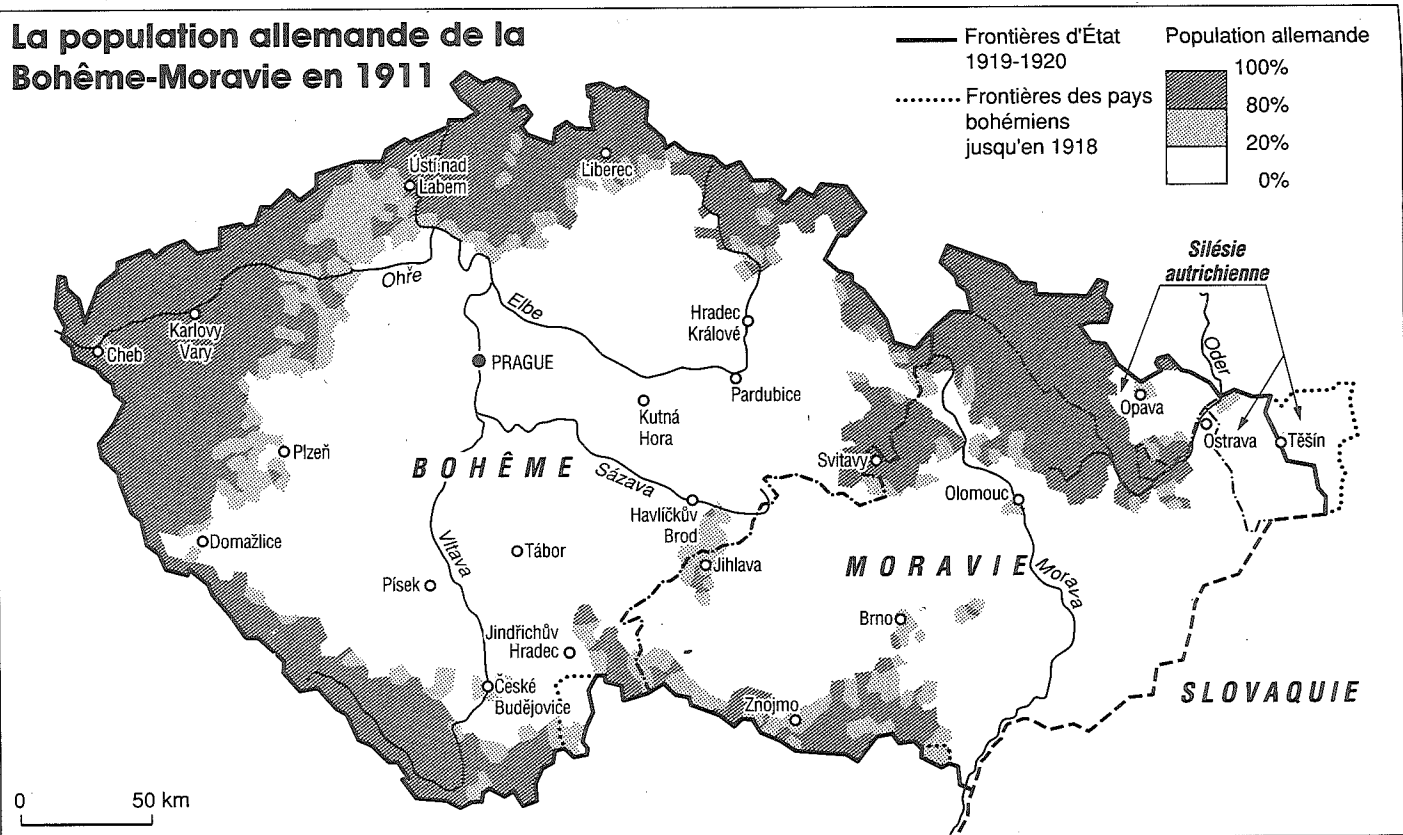 La population allemande de la
Bohême-Moravie en 1911
Frontières d'État
1919-1920
Frontières des pays
bohémiens
jusqu'en 1918
Population allemande
100%
80%
20%
0%
Ústí nad
Labem
Liberec
Silésie
autrichienne
Ohře
Elbe
Oder
Karlovy
Vary
Cheb
Hradec
Králové
PRAGUE
Pardubice
Opava
Kutná
Hora
Ostrava
Těšín
Plzeň
BOHÊME
Svitavy
Sázava
Olomouc
Havlíčkův
Brod
Domažlice
Vltava
Tábor
Jihlava
MORAVIE
Morava
Písek
Brno
Jindřichův
Hradec
České
Budějovice
Znojmo
SLOVAQUIE
0
50 km